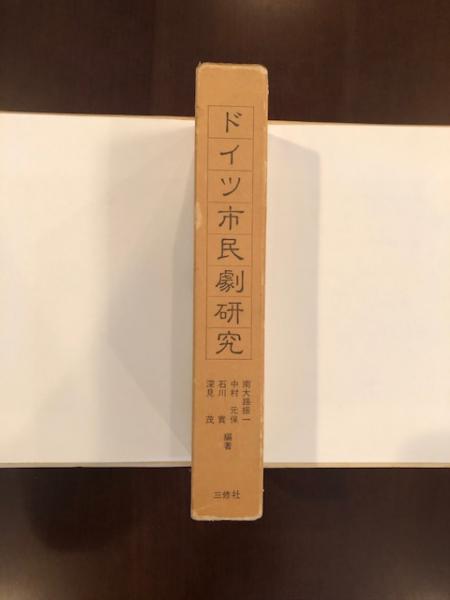 ドイツ市民劇研究
南大路振一
中村元保
石川實
深見茂
編著
三修社